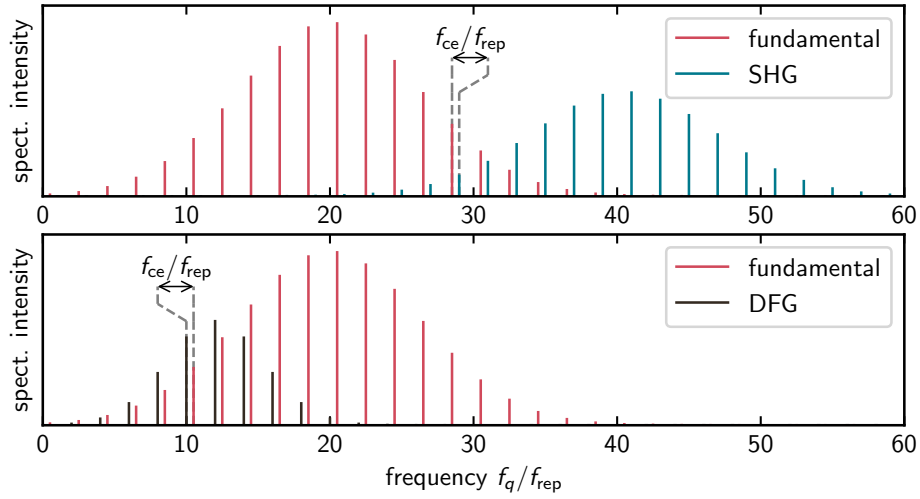 spect. intensity
f_ce/f_rep
fundamental
SHG
0 10 20 30 40 50 60
spect. intensity
f_ce/f_rep
fundamental
DFG
0 10 20 30 40 50 60
frequency f_q/f_rep